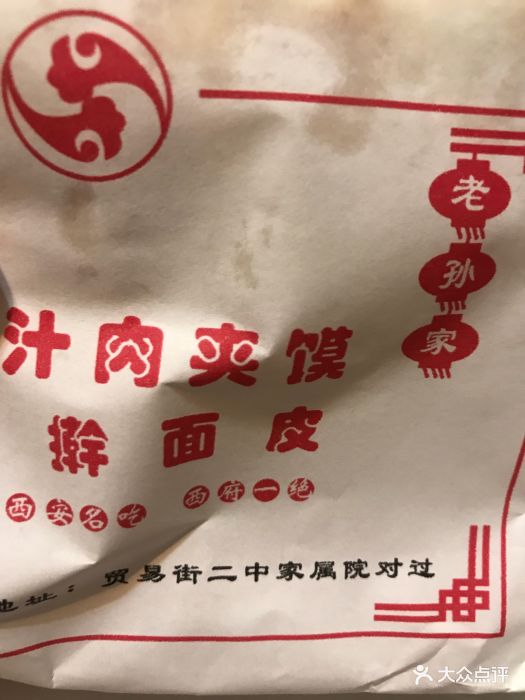 老孙家
汁肉夹馍
擀面皮
西安名吃 西府一绝
地址：贸易街二中家属院对过
大众点评